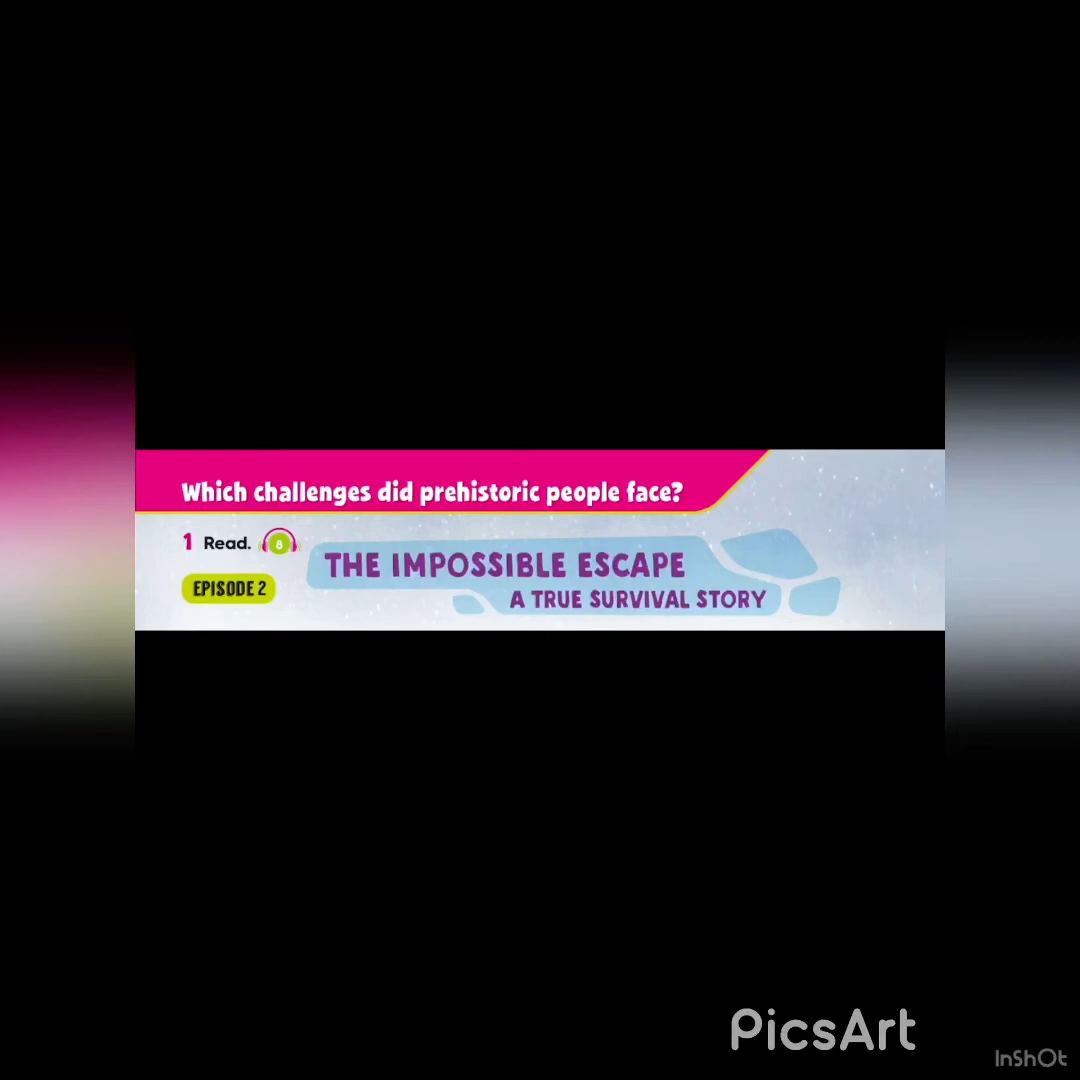 Which challenges did prehistoric people face?
1 Read. 8
THE IMPOSSIBLE ESCAPE
EPISODE 2
A TRUE SURVIVAL STORY
PicsArt
InShOt